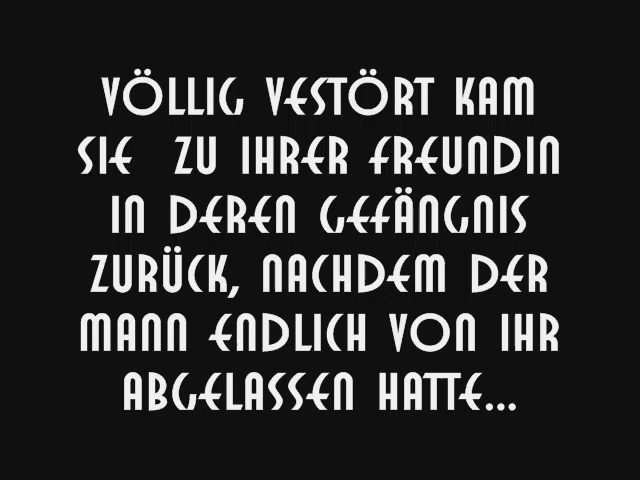 VÖLLIG VESTÖRT KAM
SIE ZU IHRER FREUNDIN
IN DEREN GEFÄNGNIS
ZURÜCK, NACHDEM DER
MANN ENDLICH VON IHR
ABGELASSEN HATTE...